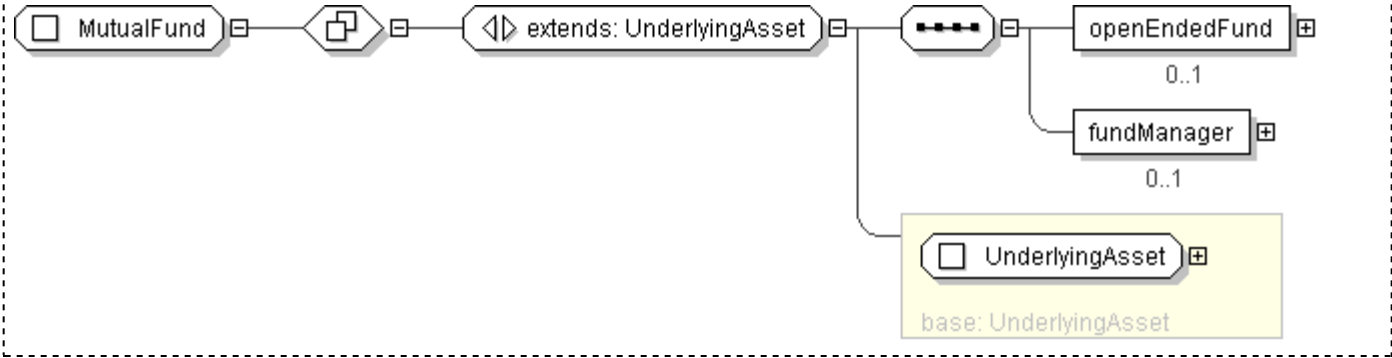 MutualFund
extends: UnderlyingAsset
openEndedFund
0..1
fundManager
0..1
UnderlyingAsset
base: UnderlyingAsset